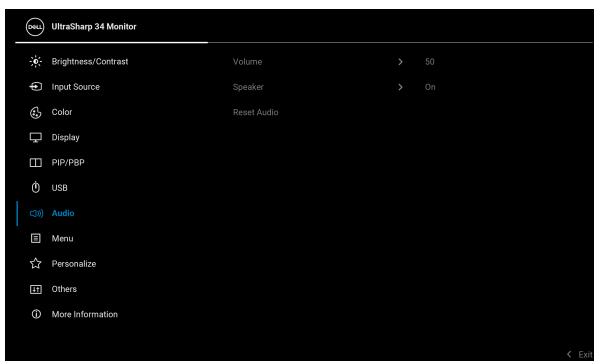 DELL UltraSharp 34 Monitor
Brightness/Contrast Volume 50
Input Source Speaker On
Color Reset Audio
Display
PIP/PBP
USB
Audio
Menu
Personalize
Others
More Information
Exit